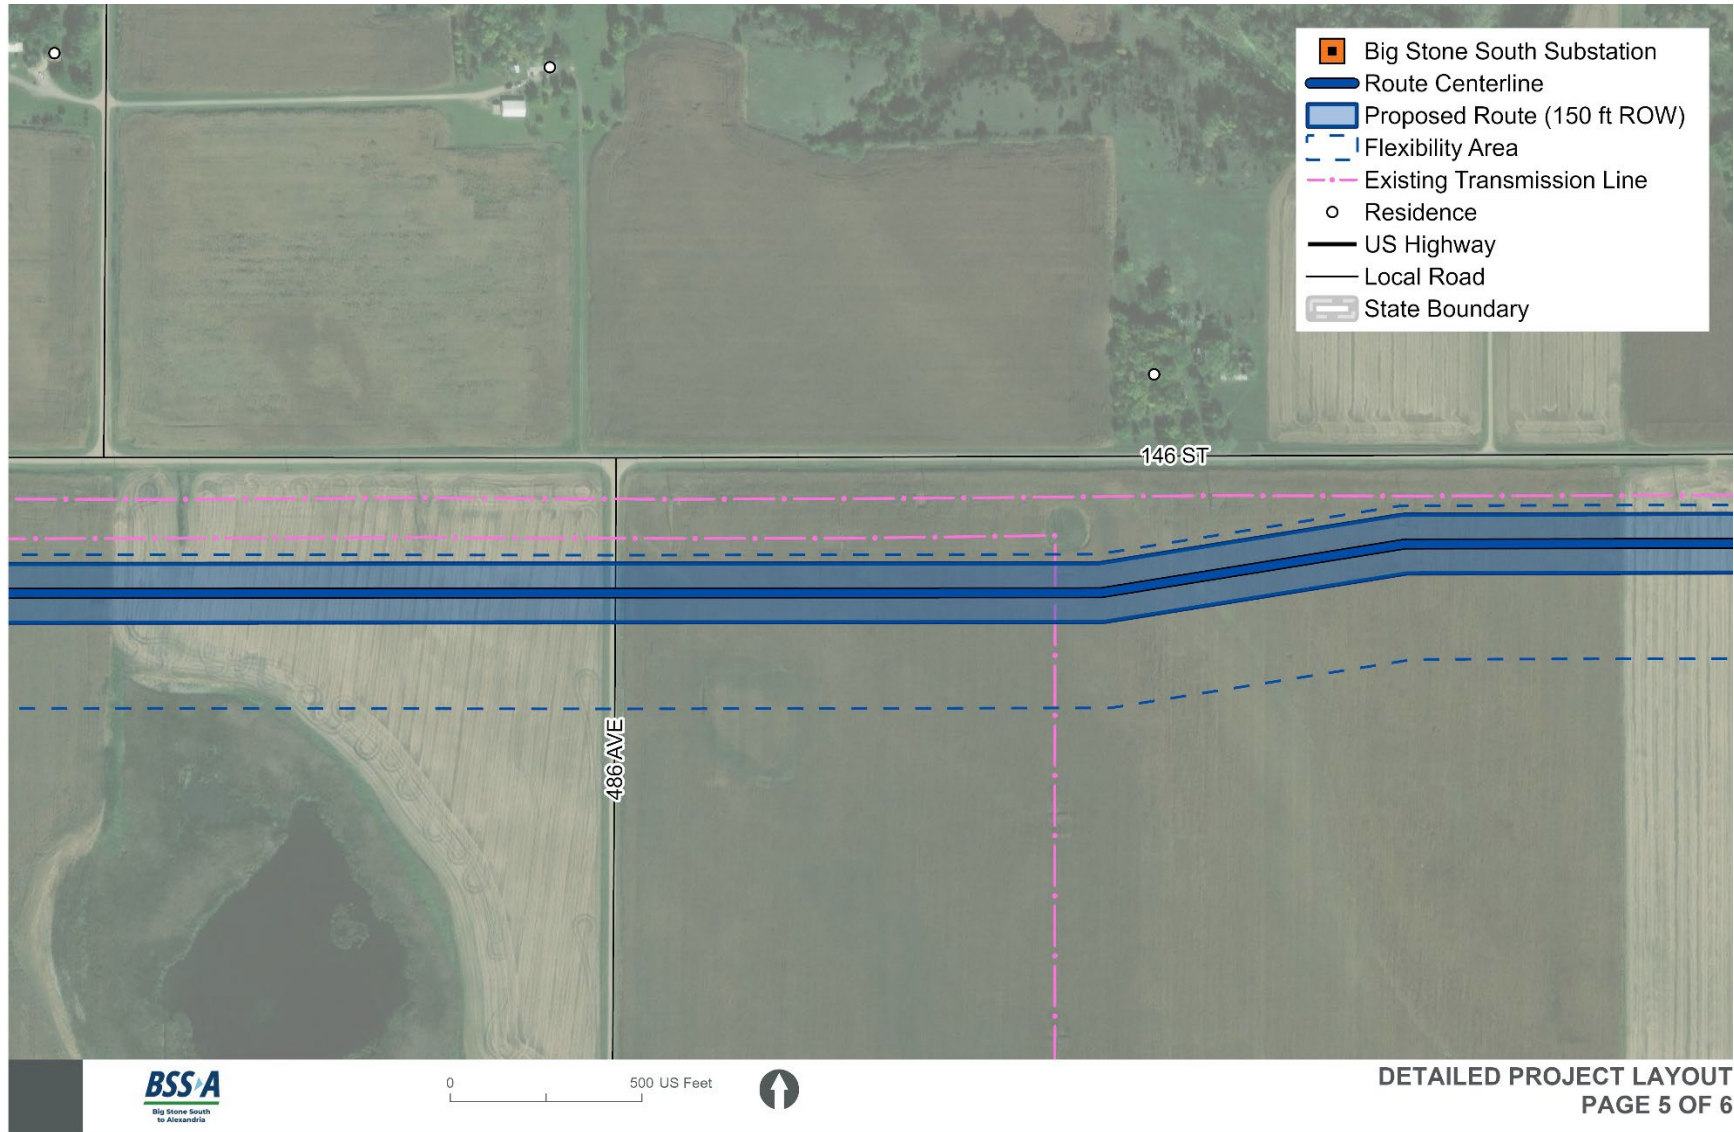 Big Stone South Substation
Route Centerline
Proposed Route (150 ft ROW)
Flexibility Area
Existing Transmission Line
Residence
US Highway
Local Road
State Boundary
146 ST
486 AVE
BSS A
Big Stone South
to Alexandria
0
500 US Feet
DETAILED PROJECT LAYOUT
PAGE 5 OF 6